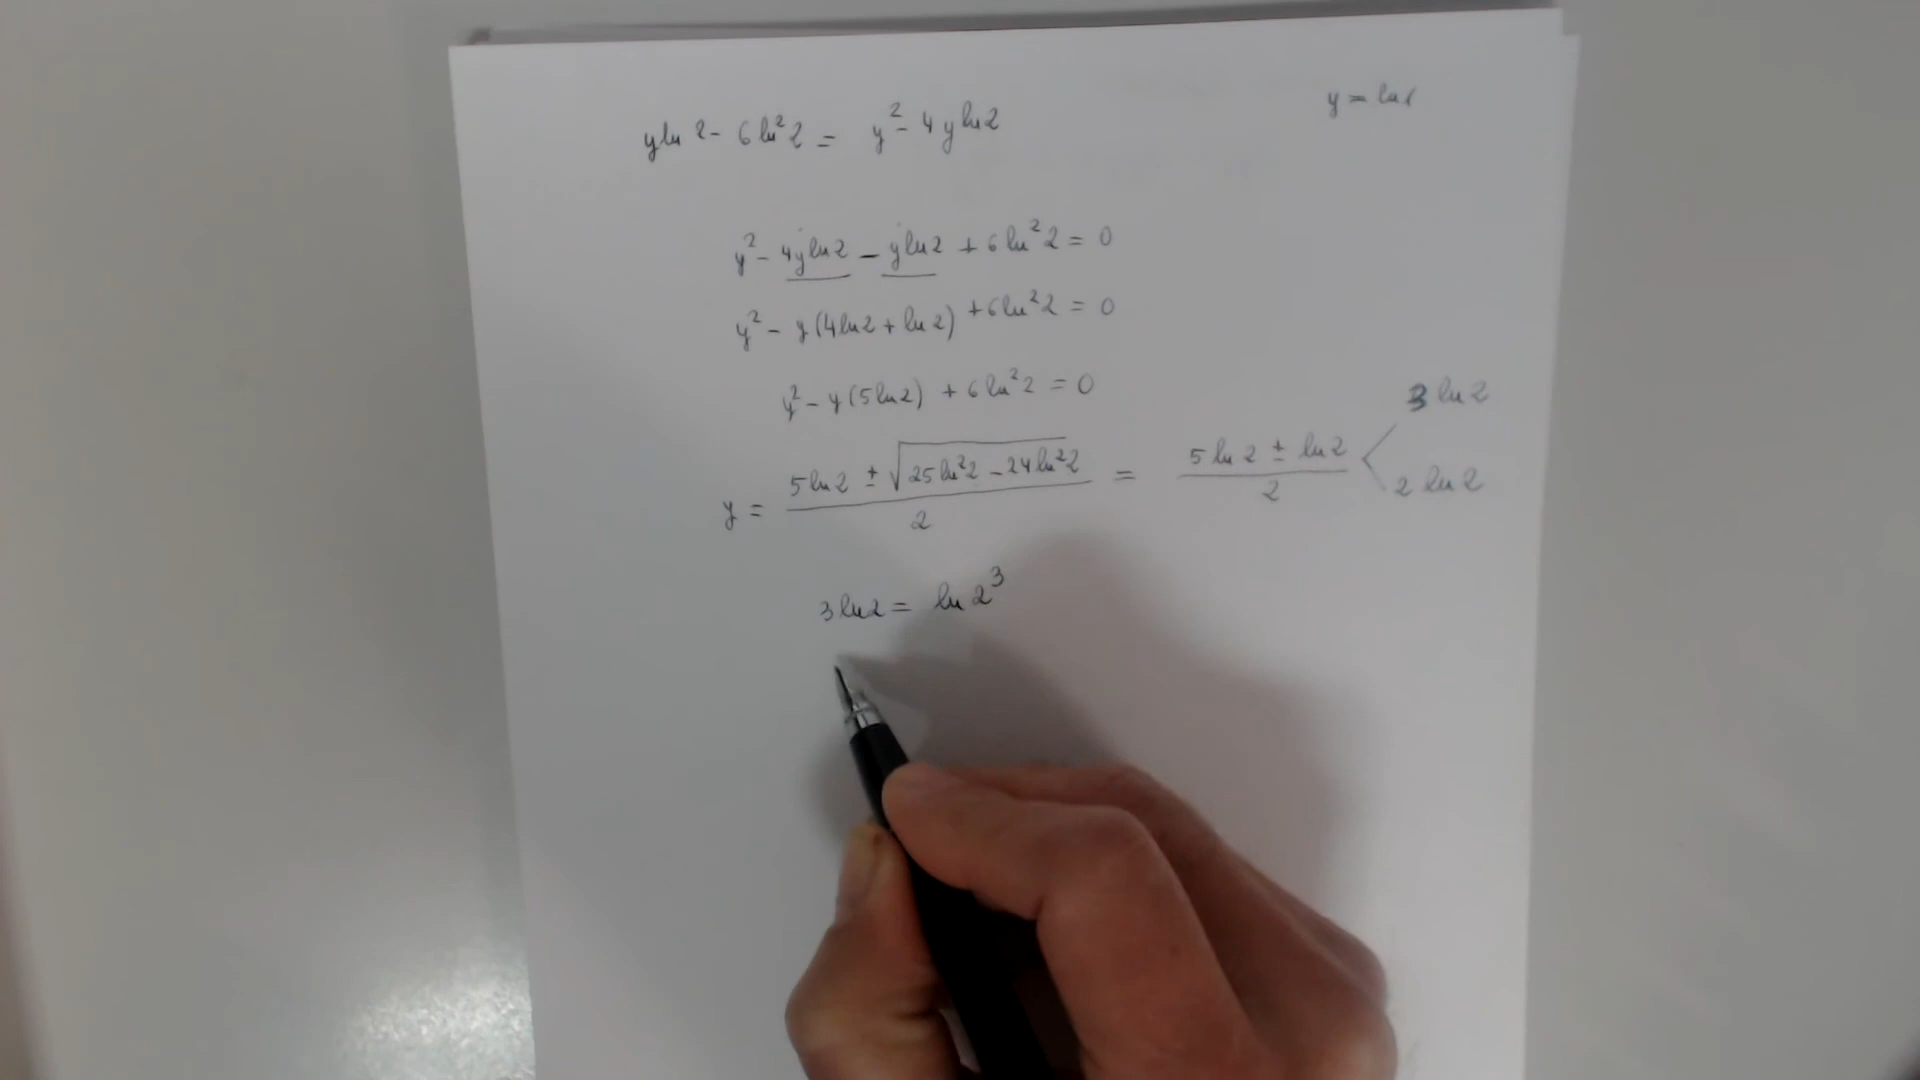 y ln 2 - 6 ln² 2 = y² - 4 y ln 2
y² - 4y ln 2 - y ln 2 + 6 ln² 2 = 0
y² - y (4 ln 2 + ln 2) + 6 ln² 2 = 0
y² - y (5 ln 2) + 6 ln² 2 = 0
y = (5 ln 2 ± √(25 ln² 2 - 24 ln² 2)) / 2 = (5 ln 2 ± ln 2) / 2 < 3 ln 2
2 ln 2
3 ln 2 = ln 2³